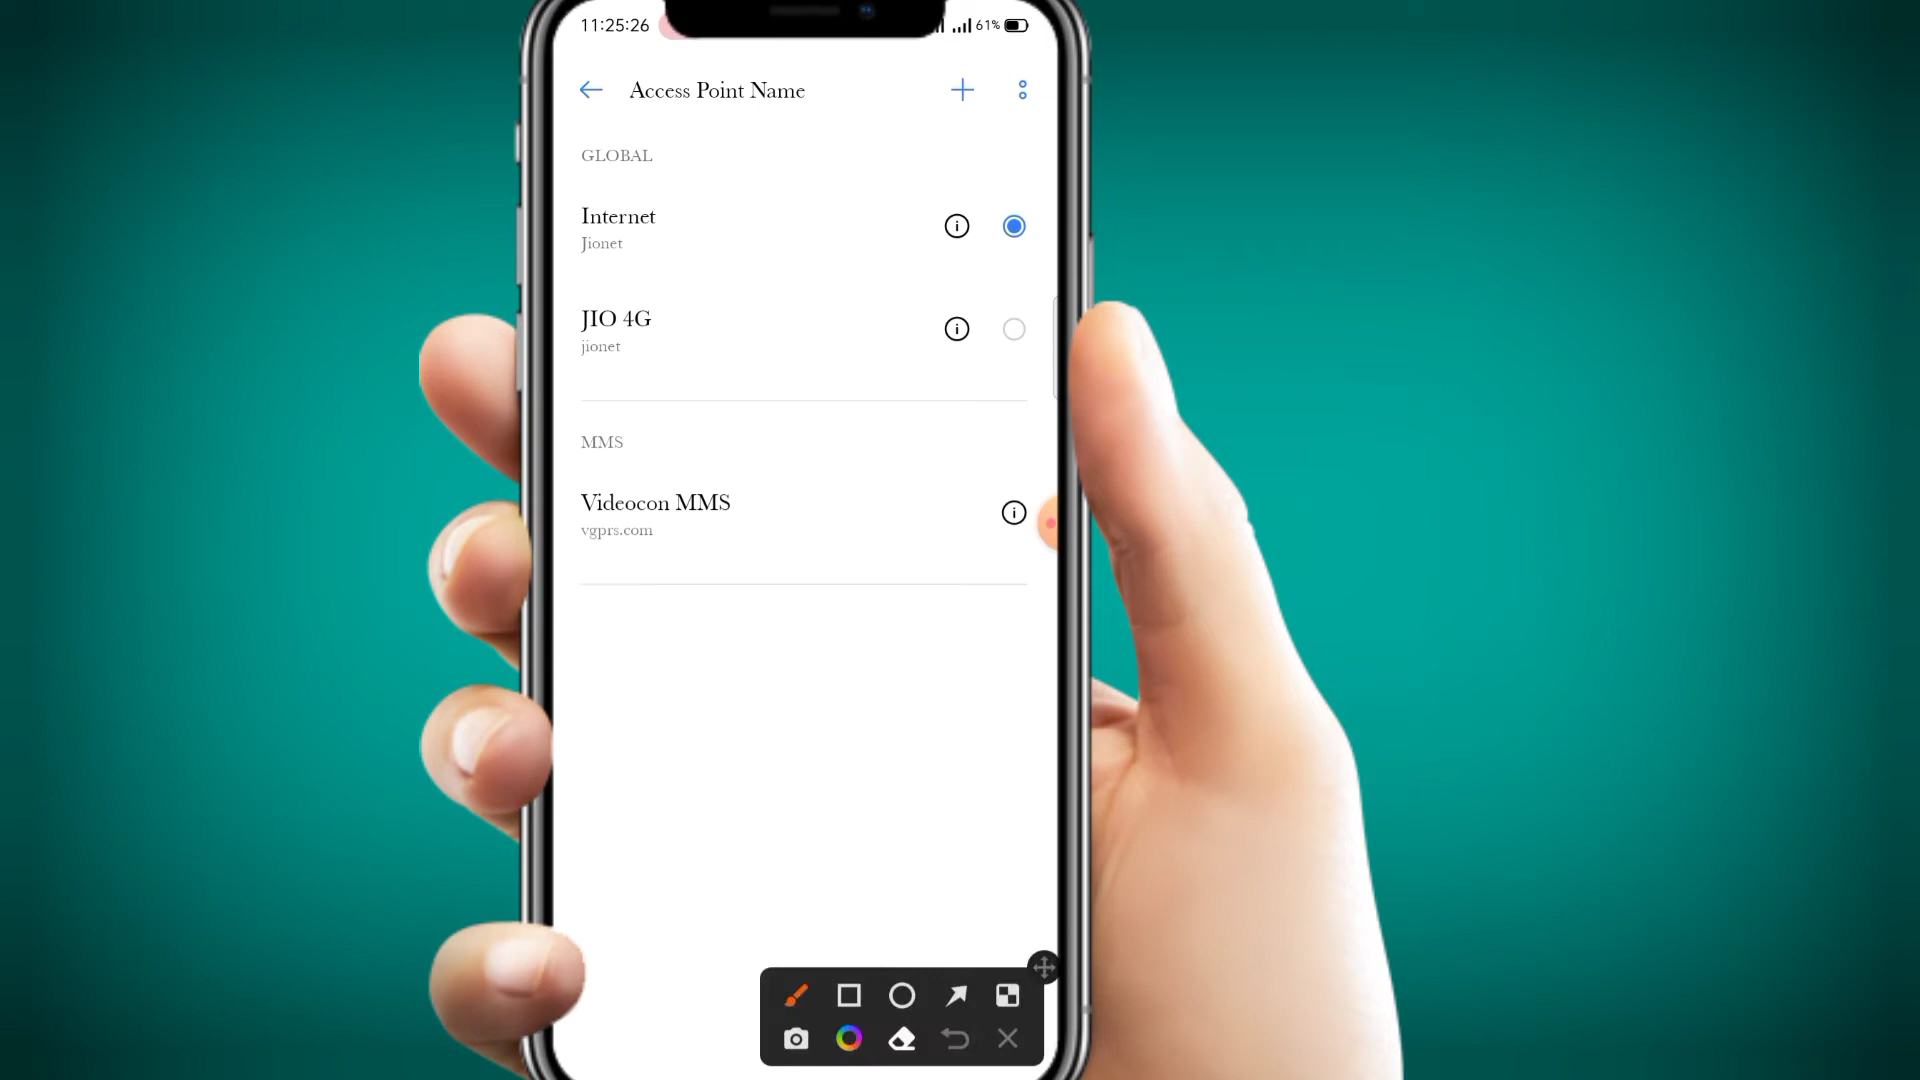 11:25:26
61%
Access Point Name
GLOBAL
Internet
Jionet
JIO 4G
jionet
MMS
Videocon MMS
vgprs.com